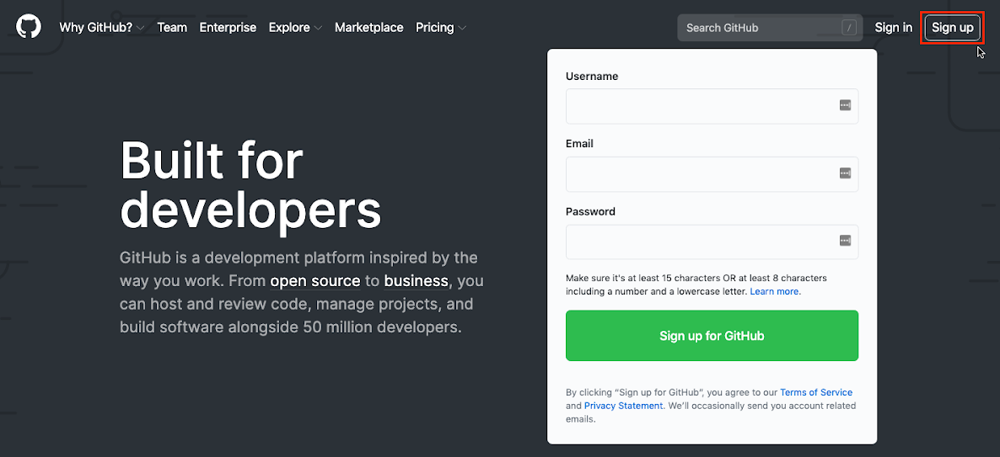 Why GitHub? Team Enterprise Explore Marketplace Pricing Search GitHub / Sign in Sign up
Username
Email
Password
Make sure it's at least 15 characters OR at least 8 characters
including a number and a lowercase letter. Learn more.
Sign up for GitHub
By clicking “Sign up for GitHub”, you agree to our Terms of Service
and Privacy Statement. We’ll occasionally send you account related
emails.
Built for
developers
GitHub is a development platform inspired by the
way you work. From open source to business, you
can host and review code, manage projects, and
build software alongside 50 million developers.